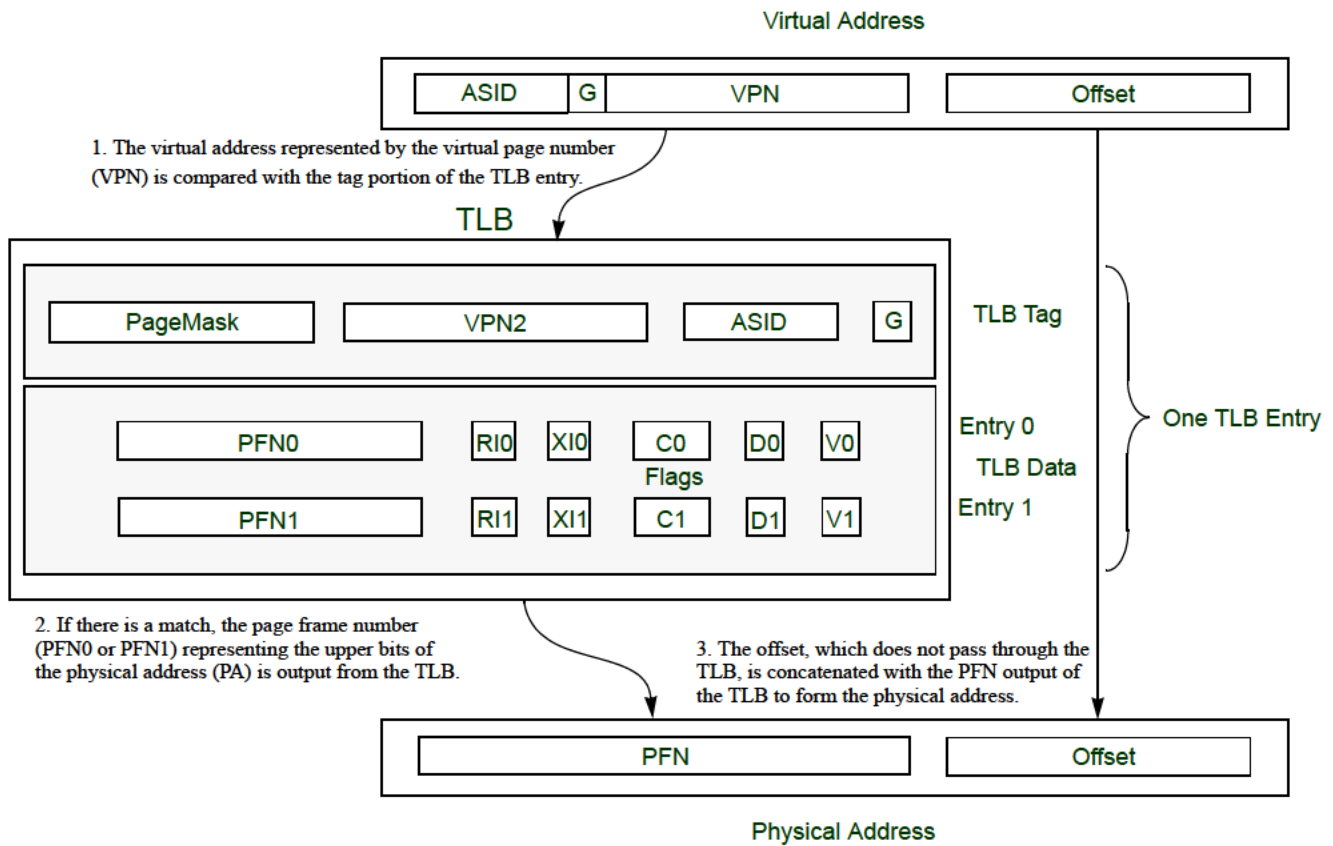 Virtual Address
ASID G VPN Offset
1. The virtual address represented by the virtual page number
(VPN) is compared with the tag portion of the TLB entry.
TLB
PageMask VPN2 ASID G
TLB Tag
PFN0 RI0 XI0 C0 D0 V0
Entry 0
Flags
TLB Data
One TLB Entry
PFN1 RI1 XI1 C1 D1 V1
Entry 1
2. If there is a match, the page frame number
(PFN0 or PFN1) representing the upper bits of
the physical address (PA) is output from the TLB.
3. The offset, which does not pass through the
TLB, is concatenated with the PFN output of
the TLB to form the physical address.
PFN Offset
Physical Address